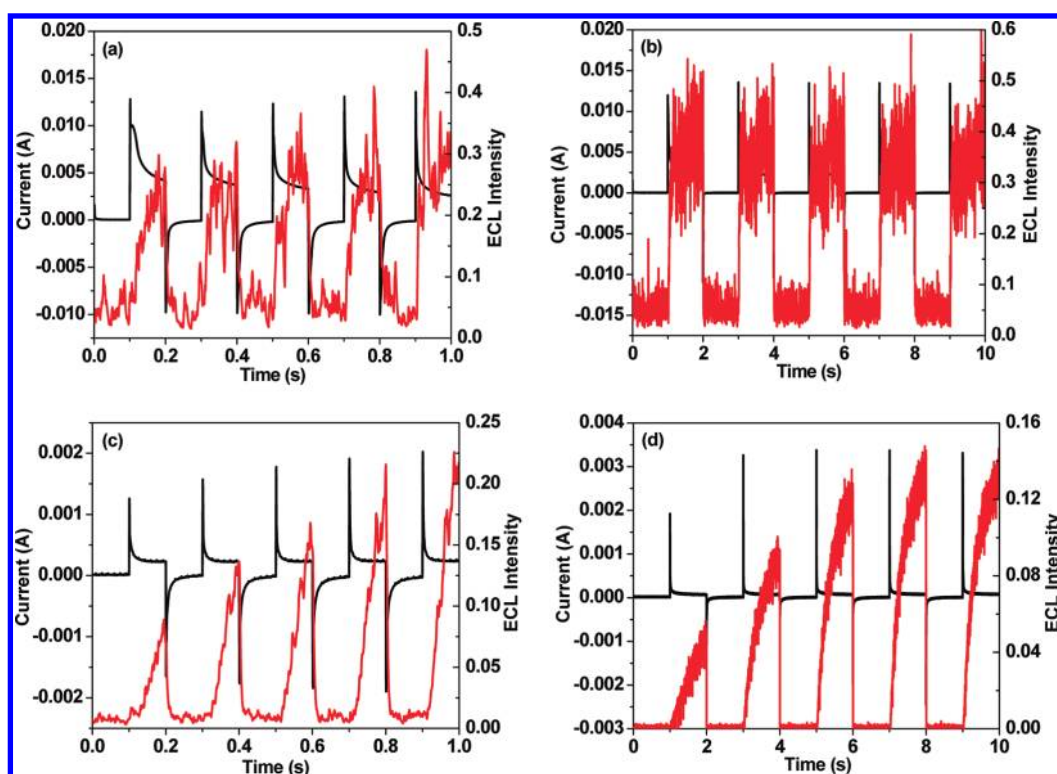 (a)
0.020
0.015
0.010
0.005
0.000
-0.005
-0.010
Current (A)
0.5
0.4
0.3
0.2
0.1
0.0
ECL Intensity
0.0 0.2 0.4 0.6 0.8 1.0
Time (s)
(b)
0.020
0.015
0.010
0.005
0.000
-0.005
-0.010
-0.015
Current (A)
0.6
0.5
0.4
0.3
0.2
0.1
0.0
ECL Intensity
0 2 4 6 8 10
Time (s)
(c)
0.002
0.001
0.000
-0.001
-0.002
Current (A)
0.25
0.20
0.15
0.10
0.05
0.00
ECL Intensity
0.0 0.2 0.4 0.6 0.8 1.0
Time (s)
(d)
0.004
0.003
0.002
0.001
0.000
-0.001
-0.002
-0.003
Current (A)
0.16
0.12
0.08
0.04
0.00
ECL Intensity
0 2 4 6 8 10
Time (s)